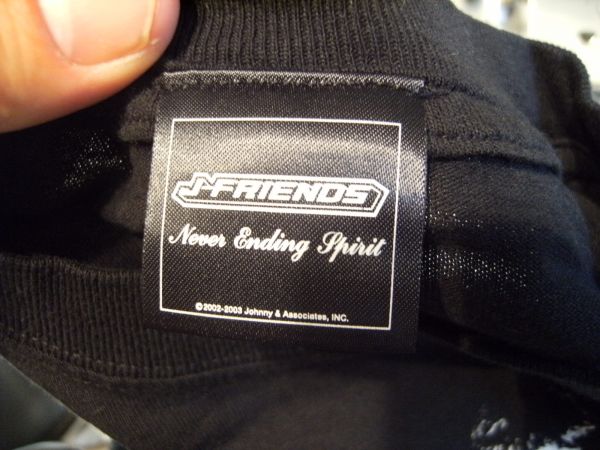 J-FRIENDS
Never Ending Spirit
©2002-2003 Johnny & Associates, INC.